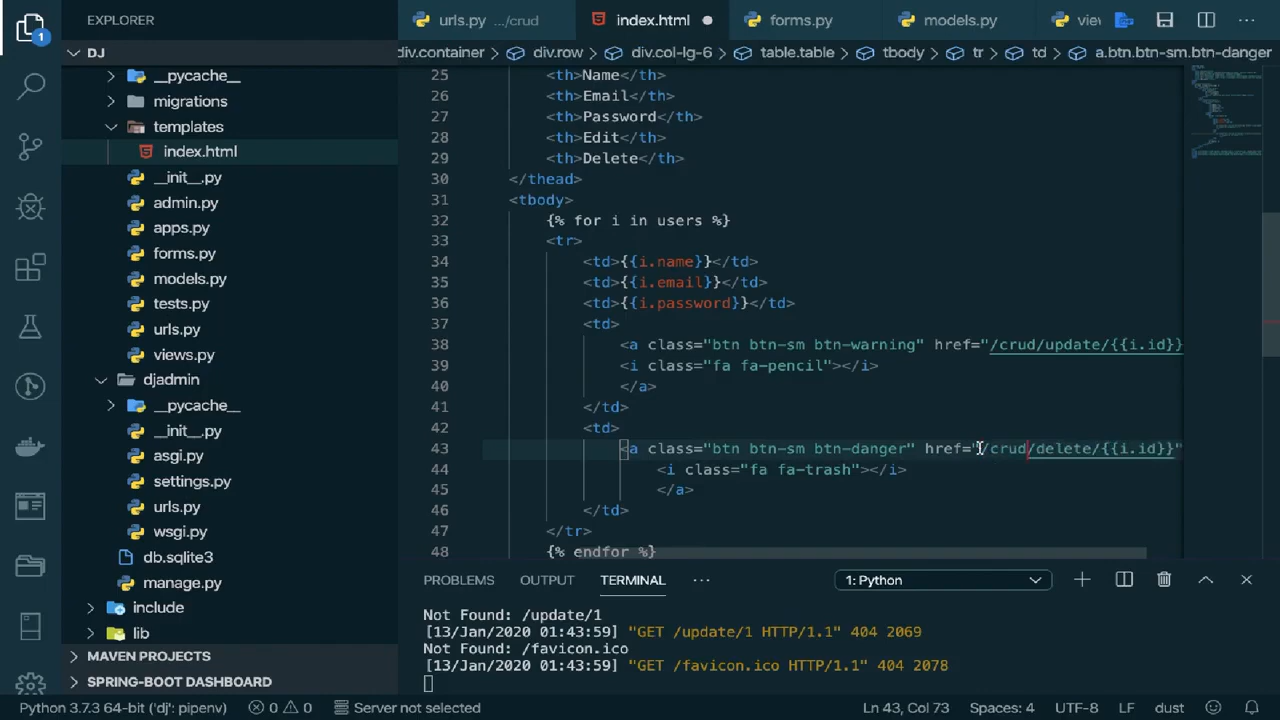 EXPLORER
urls.py .../crud
index.html
forms.py
models.py
1
DJ
div.container
div.row
div.col-lg-6
table.table
tbody
tr
td
a.btn.btn-sm.btn-danger
__pycache__
migrations
templates
index.html
__init__.py
admin.py
apps.py
forms.py
models.py
tests.py
urls.py
views.py
djadmin
__pycache__
__init__.py
asgi.py
settings.py
urls.py
wsgi.py
db.sqlite3
manage.py
include
lib
MAVEN PROJECTS
SPRING-BOOT DASHBOARD
25 <th>Name</th>
26 <th>Email</th>
27 <th>Password</th>
28 <th>Edit</th>
29 <th>Delete</th>
30 </thead>
31 <tbody>
32 {% for i in users %}
33 <tr>
34 <td>{{i.name}}</td>
35 <td>{{i.email}}</td>
36 <td>{{i.password}}</td>
37 <td>
38 <a class="btn btn-sm btn-warning" href="/crud/update/{{i.id}}
39 <i class="fa fa-pencil"></i>
40 </a>
41 </td>
42 <td>
43 <a class="btn btn-sm btn-danger" href="/crud/delete/{{i.id}}"
44 <i class="fa fa-trash"></i>
45 </a>
46 </td>
47 </tr>
48 {% endfor %}
PROBLEMS OUTPUT TERMINAL ... 1: Python
Not Found: /update/1
[13/Jan/2020 01:43:59] "GET /update/1 HTTP/1.1" 404 2069
Not Found: /favicon.ico
[13/Jan/2020 01:43:59] "GET /favicon.ico HTTP/1.1" 404 2078
Python 3.7.3 64-bit ('dj': pipenv) 0 0 Server not selected Ln 43, Col 73 Spaces: 4 UTF-8 LF dust